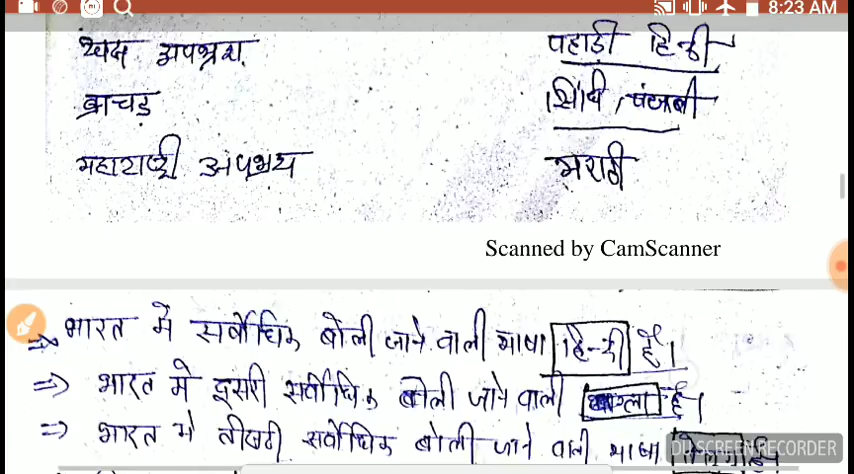 8:23 AM
खस अपभ्रंश
पहाड़ी हिन्दी
ब्राचड़
सिंधी, पंजाबी
महाराष्ट्री अपभ्रंश
मराठी
Scanned by CamScanner
⇒ भारत में सर्वाधिक बोली जाने वाली भाषा हिन्दी है।
⇒ भारत मे दूसरी सर्वाधिक बोली जाने वाली बांग्ला है।
⇒ भारत मे तीसरी सर्वाधिक बोली जाने वाली भाषा
DU SCREEN RECORDER